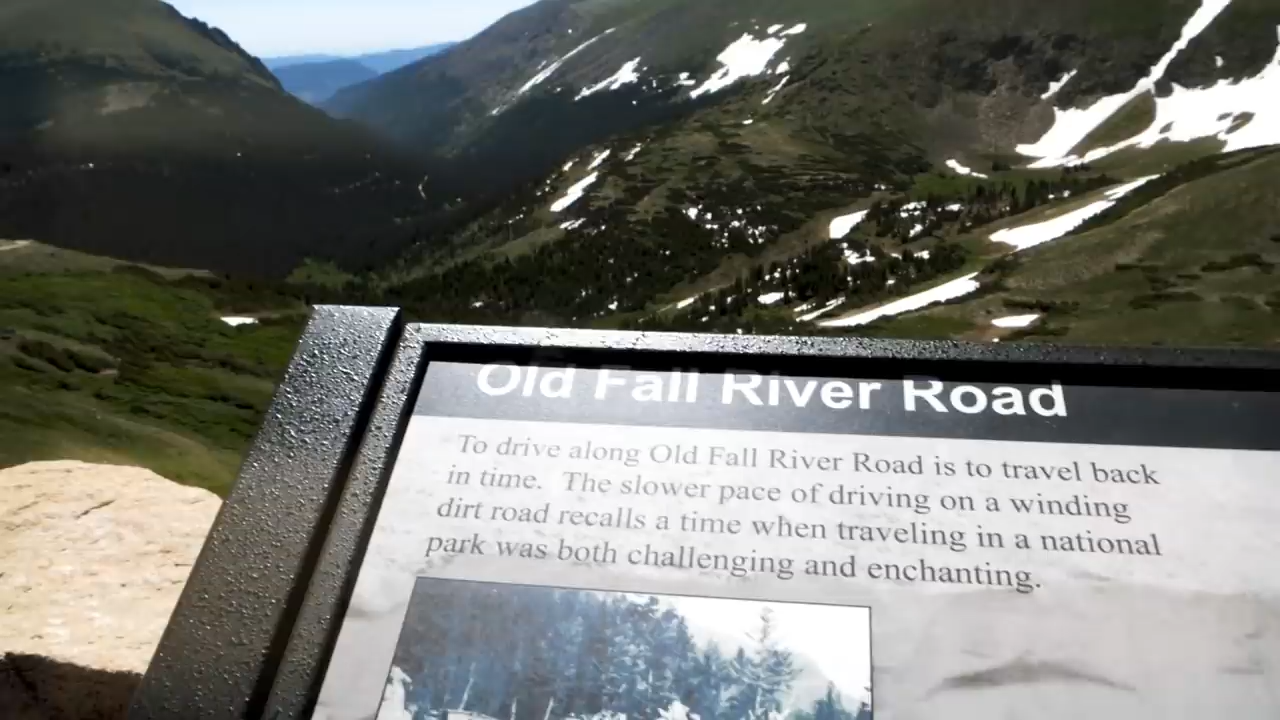 Old Fall River Road
To drive along Old Fall River Road is to travel back
in time. The slower pace of driving on a winding
dirt road recalls a time when traveling in a national
park was both challenging and enchanting.